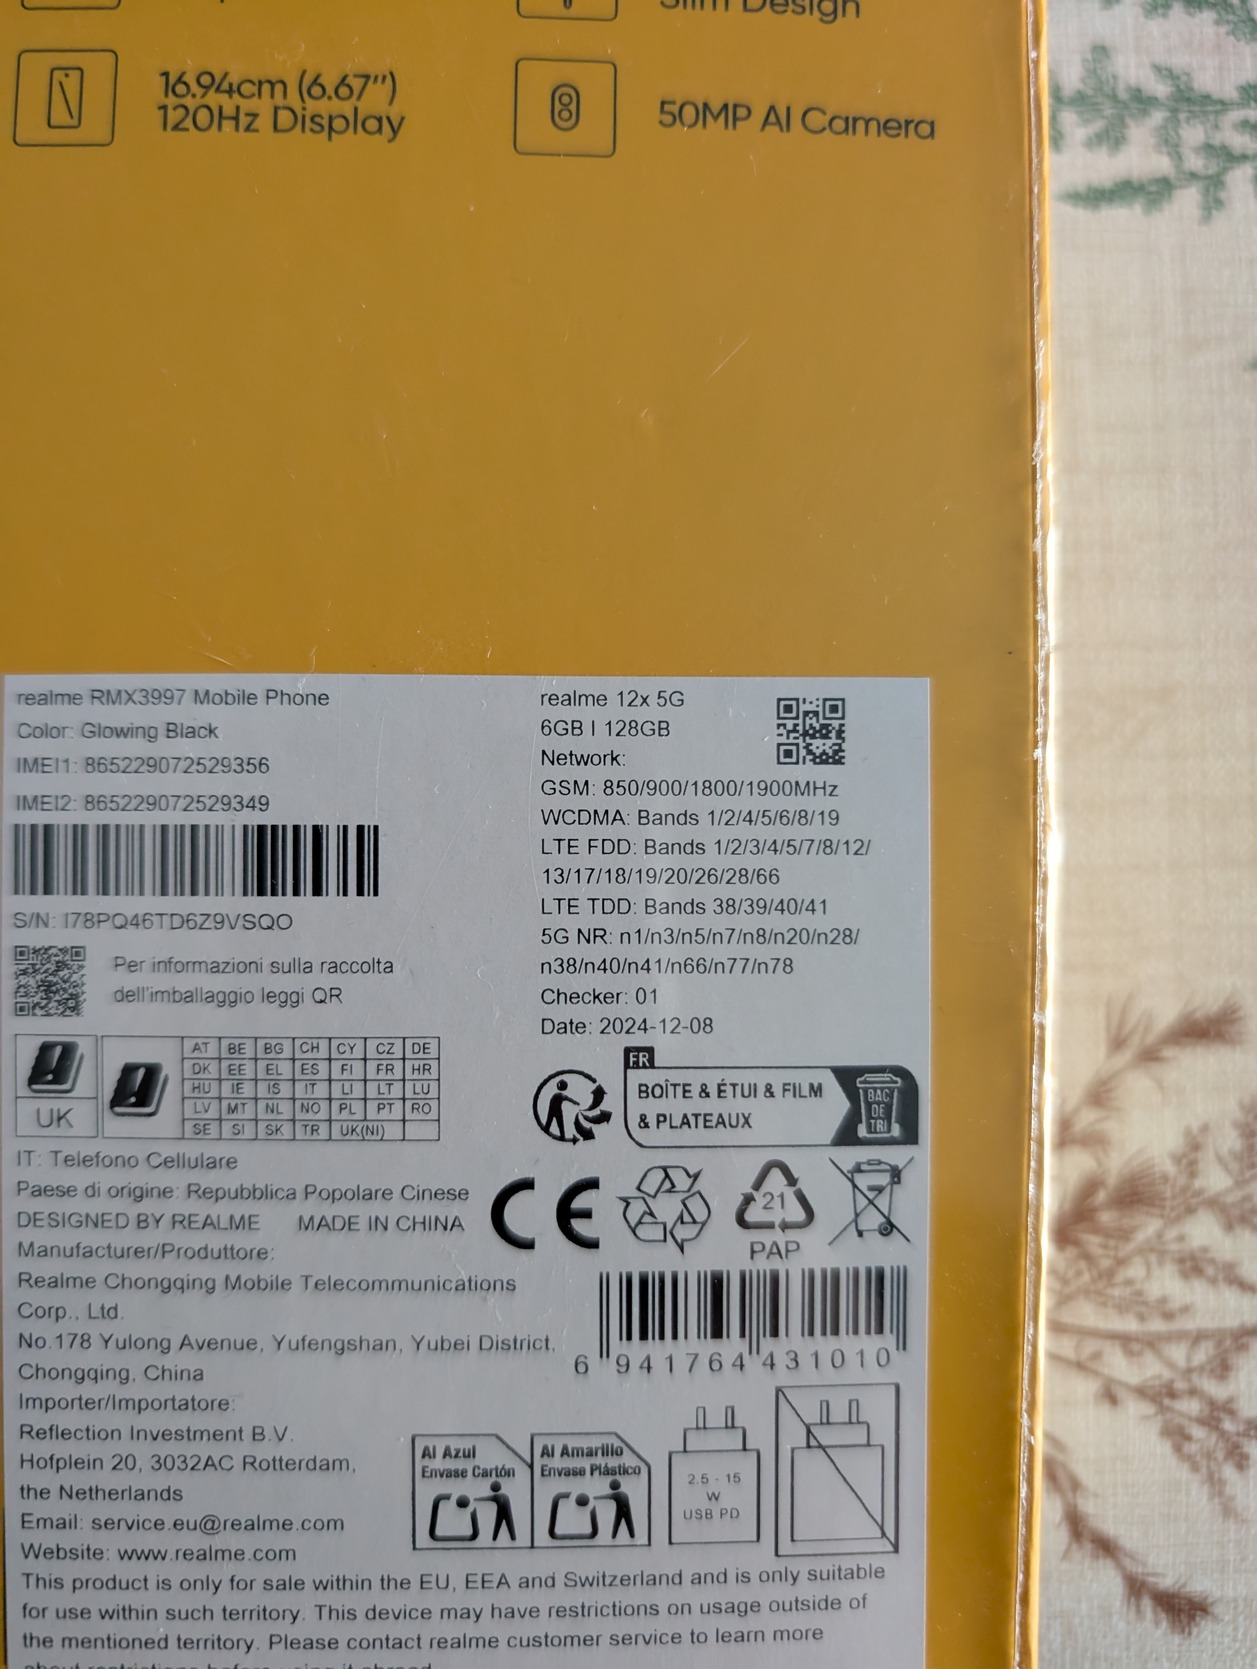 Slim Design
16.94cm (6.67")
120Hz Display
50MP AI Camera
realme RMX3997 Mobile Phone
Color: Glowing Black
IMEI1: 865229072529356
IMEI2: 865229072529349
S/N: I78PQ46TD6Z9VSQO
Per informazioni sulla raccolta
dell'imballaggio leggi QR
realme 12x 5G
6GB I 128GB
Network:
GSM: 850/900/1800/1900MHz
WCDMA: Bands 1/2/4/5/6/8/19
LTE FDD: Bands 1/2/3/4/5/7/8/12/
13/17/18/19/20/26/28/66
LTE TDD: Bands 38/39/40/41
5G NR: n1/n3/n5/n7/n8/n20/n28/
n38/n40/n41/n66/n77/n78
Checker: 01
Date: 2024-12-08
UK
AT BE BG CH CY CZ DE
DK EE EL ES FI FR HR
HU IE IS IT LI LT LU
LV MT NL NO PL PT RO
SE SI SK TR UK(NI)
FR
BOÎTE & ÉTUI & FILM
& PLATEAUX
BAC
DE
TRI
IT: Telefono Cellulare
Paese di origine: Repubblica Popolare Cinese
DESIGNED BY REALME MADE IN CHINA
Manufacturer/Produttore:
Realme Chongqing Mobile Telecommunications
Corp., Ltd.
No.178 Yulong Avenue, Yufengshan, Yubei District,
Chongqing, China
Importer/Importatore:
Reflection Investment B.V.
Hofplein 20, 3032AC Rotterdam,
the Netherlands
Email: service.eu@realme.com
Website: www.realme.com
CE
21
PAP
6 941764 431010
Al Azul
Envase Cartón
Al Amarillo
Envase Plástico
2.5 - 15
W
USB PD
This product is only for sale within the EU, EEA and Switzerland and is only suitable
for use within such territory. This device may have restrictions on usage outside of
the mentioned territory. Please contact realme customer service to learn more